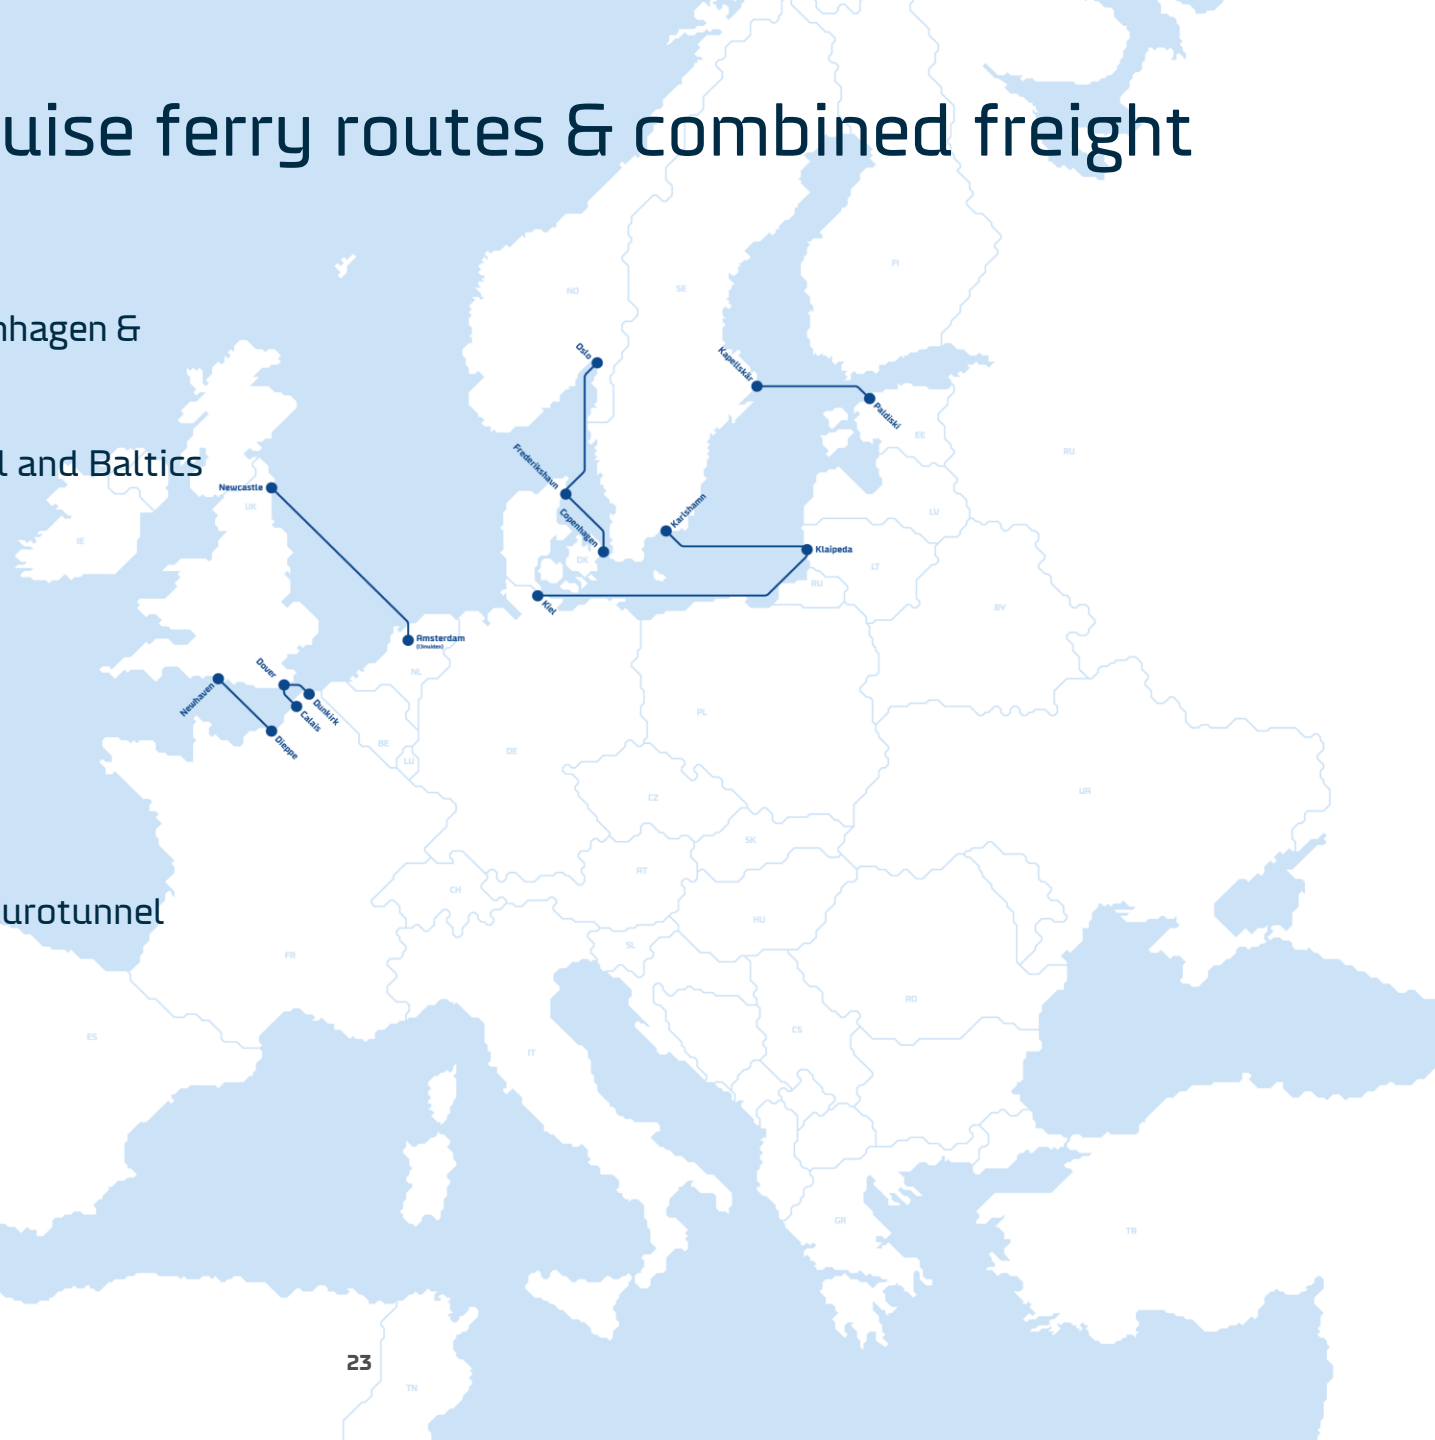 uise ferry routes & combined freight
nhagen &
l and Baltics
urotunnel
NO
SE
FI
Oslo
Kapellskär
Paldiski
EE
RU
Frederikshavn
Newcastle
UK
Copenhagen
Karlshamn
LV
IE
DK
Klaipeda
LT
RU
Kiel
BY
Amsterdam
(IJmuiden)
NL
Dover
Newhaven
Dunkirk
Calais
Dieppe
BE
LU
DE
PL
CZ
UA
SK
AT
CH
HU
SL
FR
RO
ES
CS
IT
GR
TR
23
TN